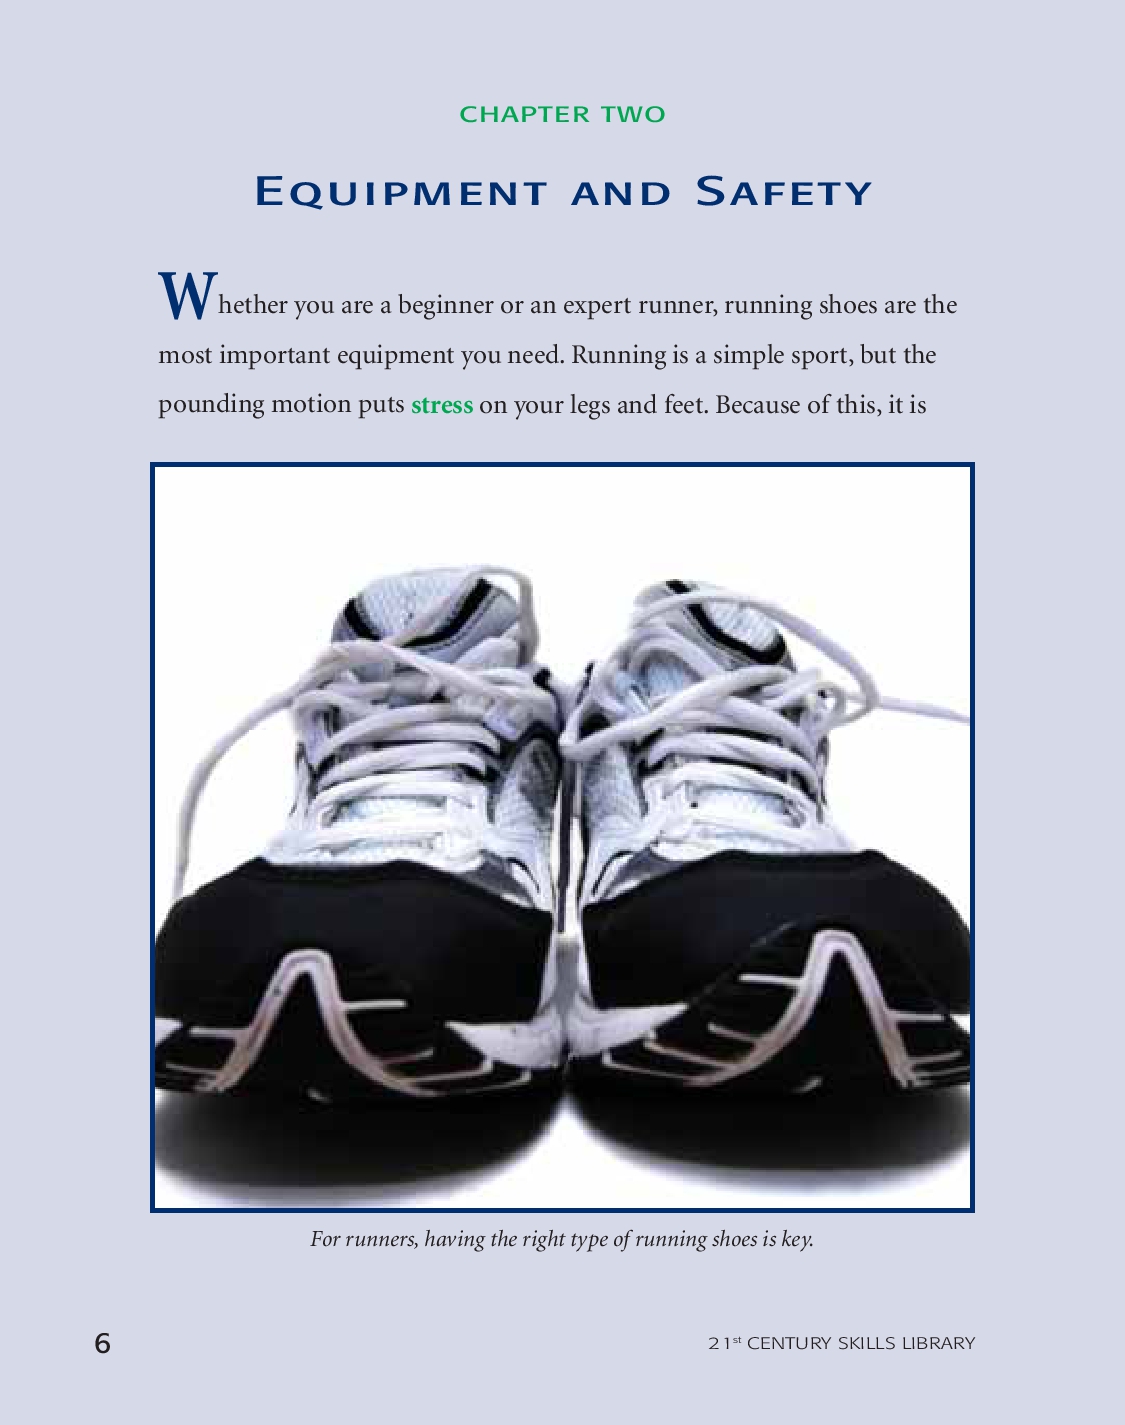 CHAPTER TWO
EQUIPMENT AND SAFETY
Whether you are a beginner or an expert runner, running shoes are the
most important equipment you need. Running is a simple sport, but the
pounding motion puts stress on your legs and feet. Because of this, it is
For runners, having the right type of running shoes is key.
6
21st CENTURY SKILLS LIBRARY